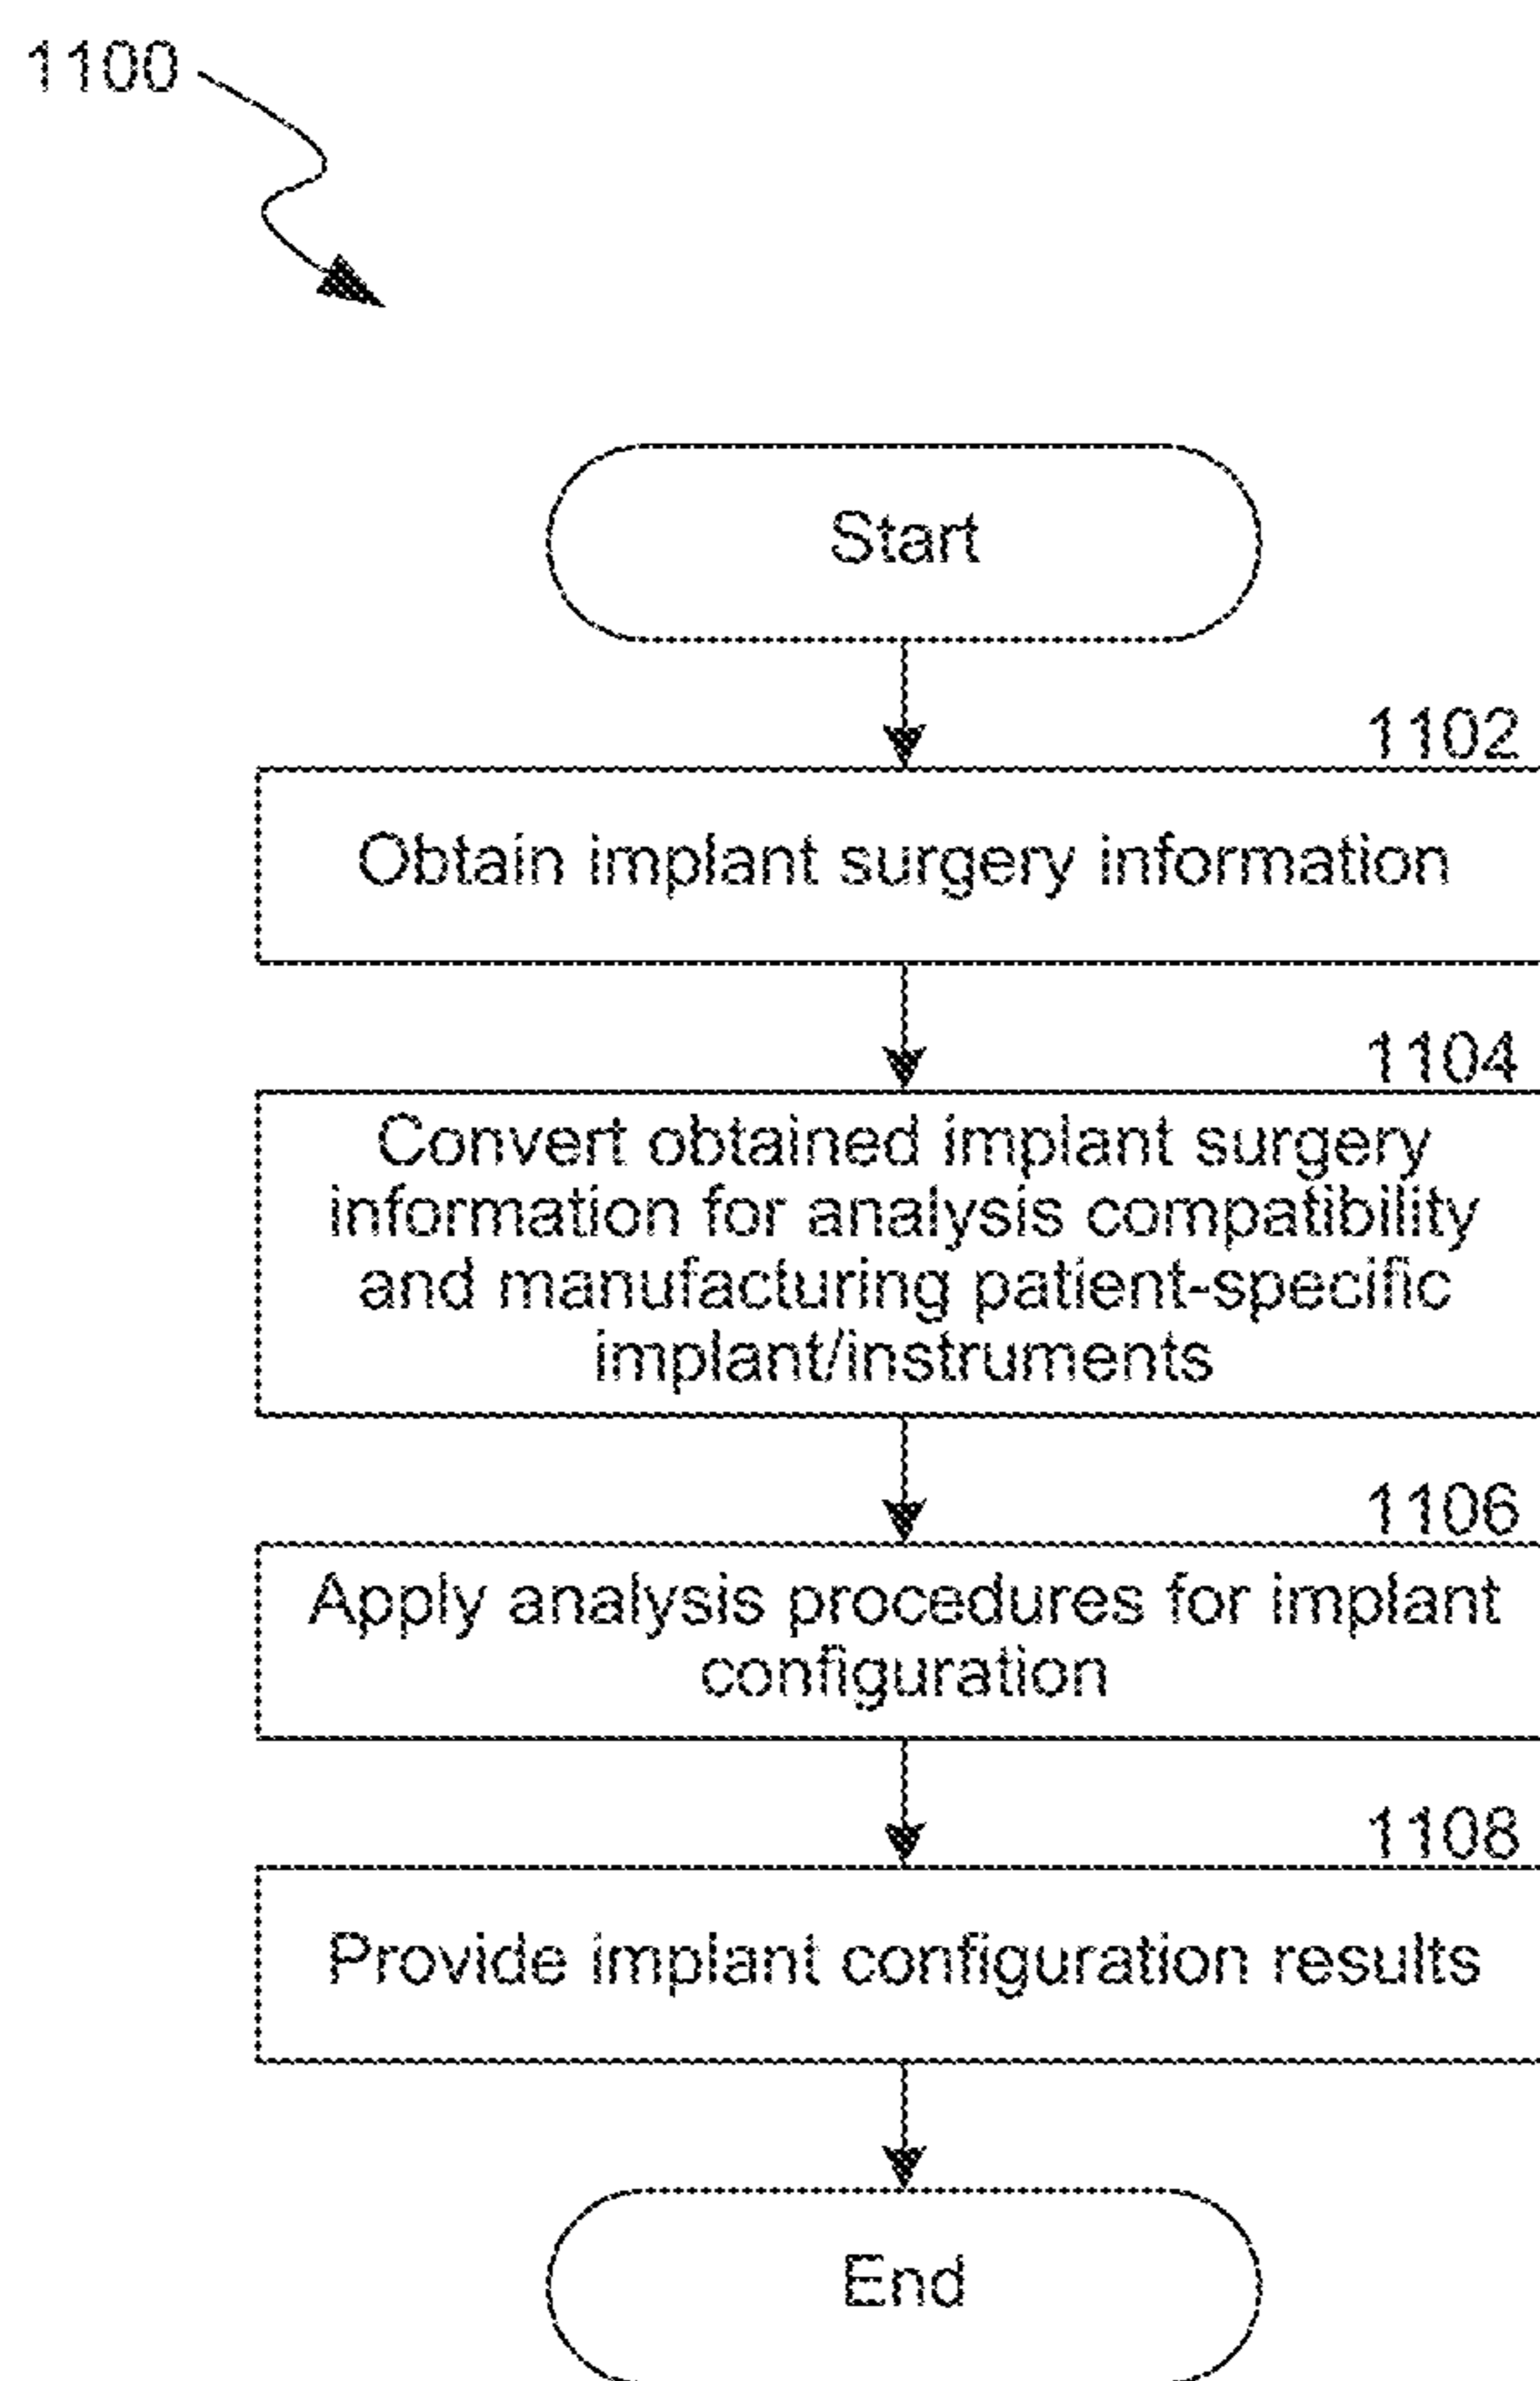 1100
Start
1102
Obtain implant surgery information
1104
Convert obtained implant surgery
information for analysis compatibility
and manufacturing patient-specific
implant/instruments
1106
Apply analysis procedures for implant
configuration
1108
Provide implant configuration results
End